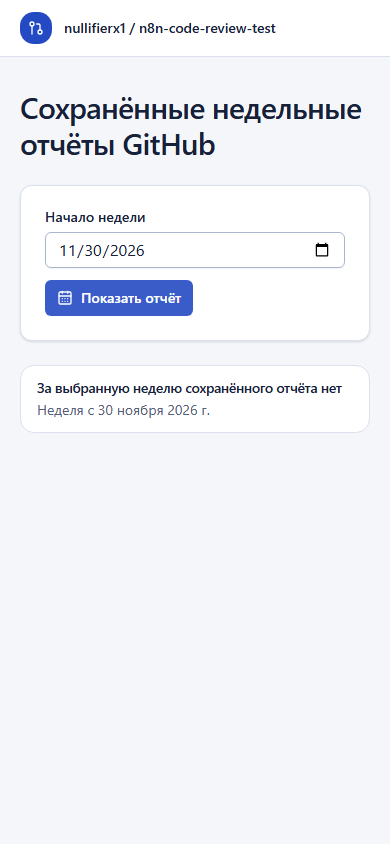 nullifierx1 / n8n-code-review-test
Сохранённые недельные
отчёты GitHub
Начало недели
11/30/2026
Показать отчёт
За выбранную неделю сохранённого отчёта нет
Неделя с 30 ноября 2026 г.